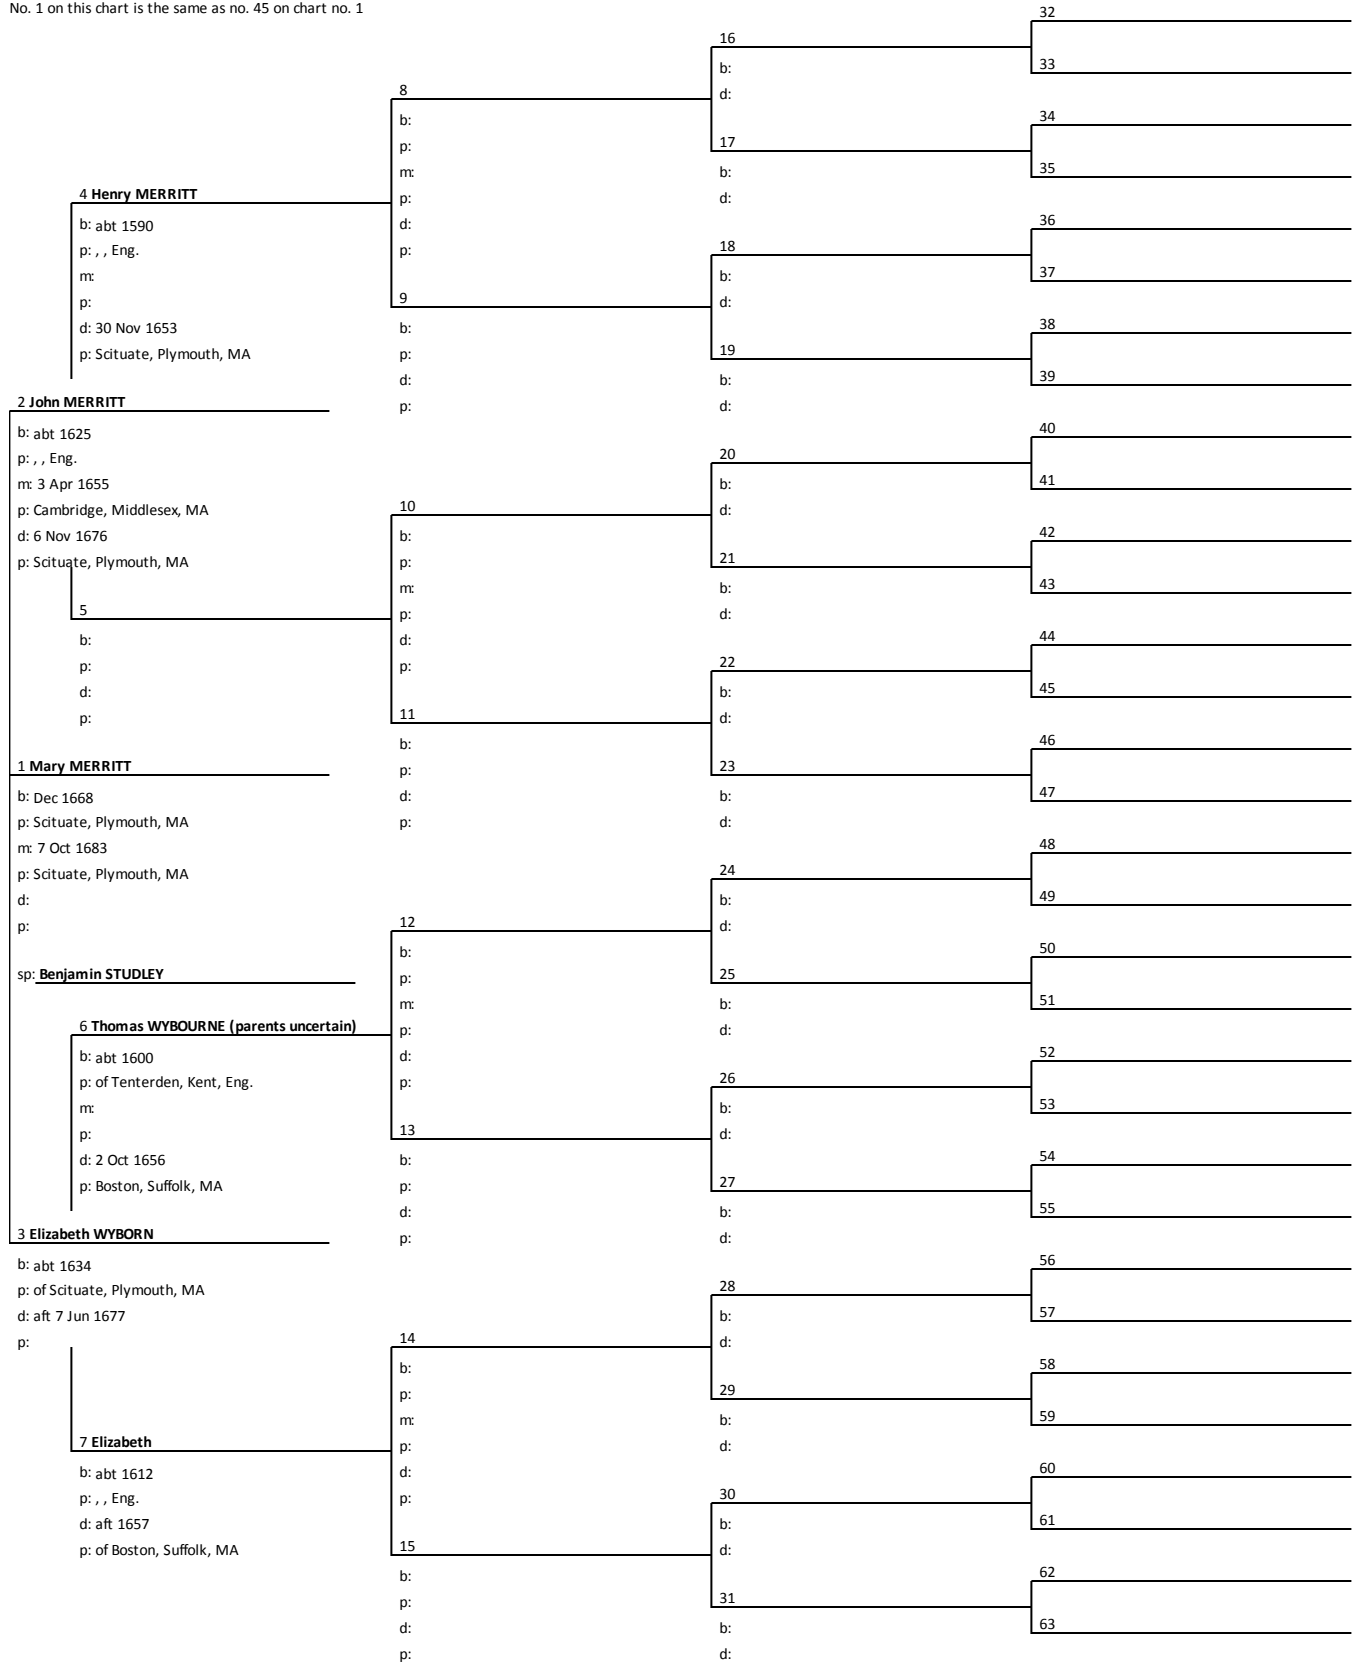 No. 1 on this chart is the same as no. 45 on chart no. 1
4 Henry MERRITT
b: abt 1590
p: , , Eng.
m:
p:
d: 30 Nov 1653
p: Scituate, Plymouth, MA
2 John MERRITT
b: abt 1625
p: , , Eng.
m: 3 Apr 1655
p: Cambridge, Middlesex, MA
d: 6 Nov 1676
p: Scituate, Plymouth, MA
5
b:
p:
d:
p:
1 Mary MERRITT
b: Dec 1668
p: Scituate, Plymouth, MA
m: 7 Oct 1683
p: Scituate, Plymouth, MA
d:
p:
sp: Benjamin STUDLEY
6 Thomas WYBOURNE (parents uncertain)
b: abt 1600
p: of Tenterden, Kent, Eng.
m:
p:
d: 2 Oct 1656
p: Boston, Suffolk, MA
3 Elizabeth WYBORN
b: abt 1634
p: of Scituate, Plymouth, MA
d: aft 7 Jun 1677
p:
7 Elizabeth
b: abt 1612
p: , , Eng.
d: aft 1657
p: of Boston, Suffolk, MA
8
b:
p:
m:
p:
d:
p:
9
b:
p:
d:
p:
10
b:
p:
m:
p:
d:
p:
11
b:
p:
d:
p:
12
b:
p:
m:
p:
d:
p:
13
b:
p:
d:
p:
14
b:
p:
m:
p:
d:
p:
15
b:
p:
d:
p:
16
b:
d:
17
b:
d:
18
b:
d:
19
b:
d:
20
b:
d:
21
b:
d:
22
b:
d:
23
b:
d:
24
b:
d:
25
b:
d:
26
b:
d:
27
b:
d:
28
b:
d:
29
b:
d:
30
b:
d:
31
b:
d:
32
33
34
35
36
37
38
39
40
41
42
43
44
45
46
47
48
49
50
51
52
53
54
55
56
57
58
59
60
61
62
63